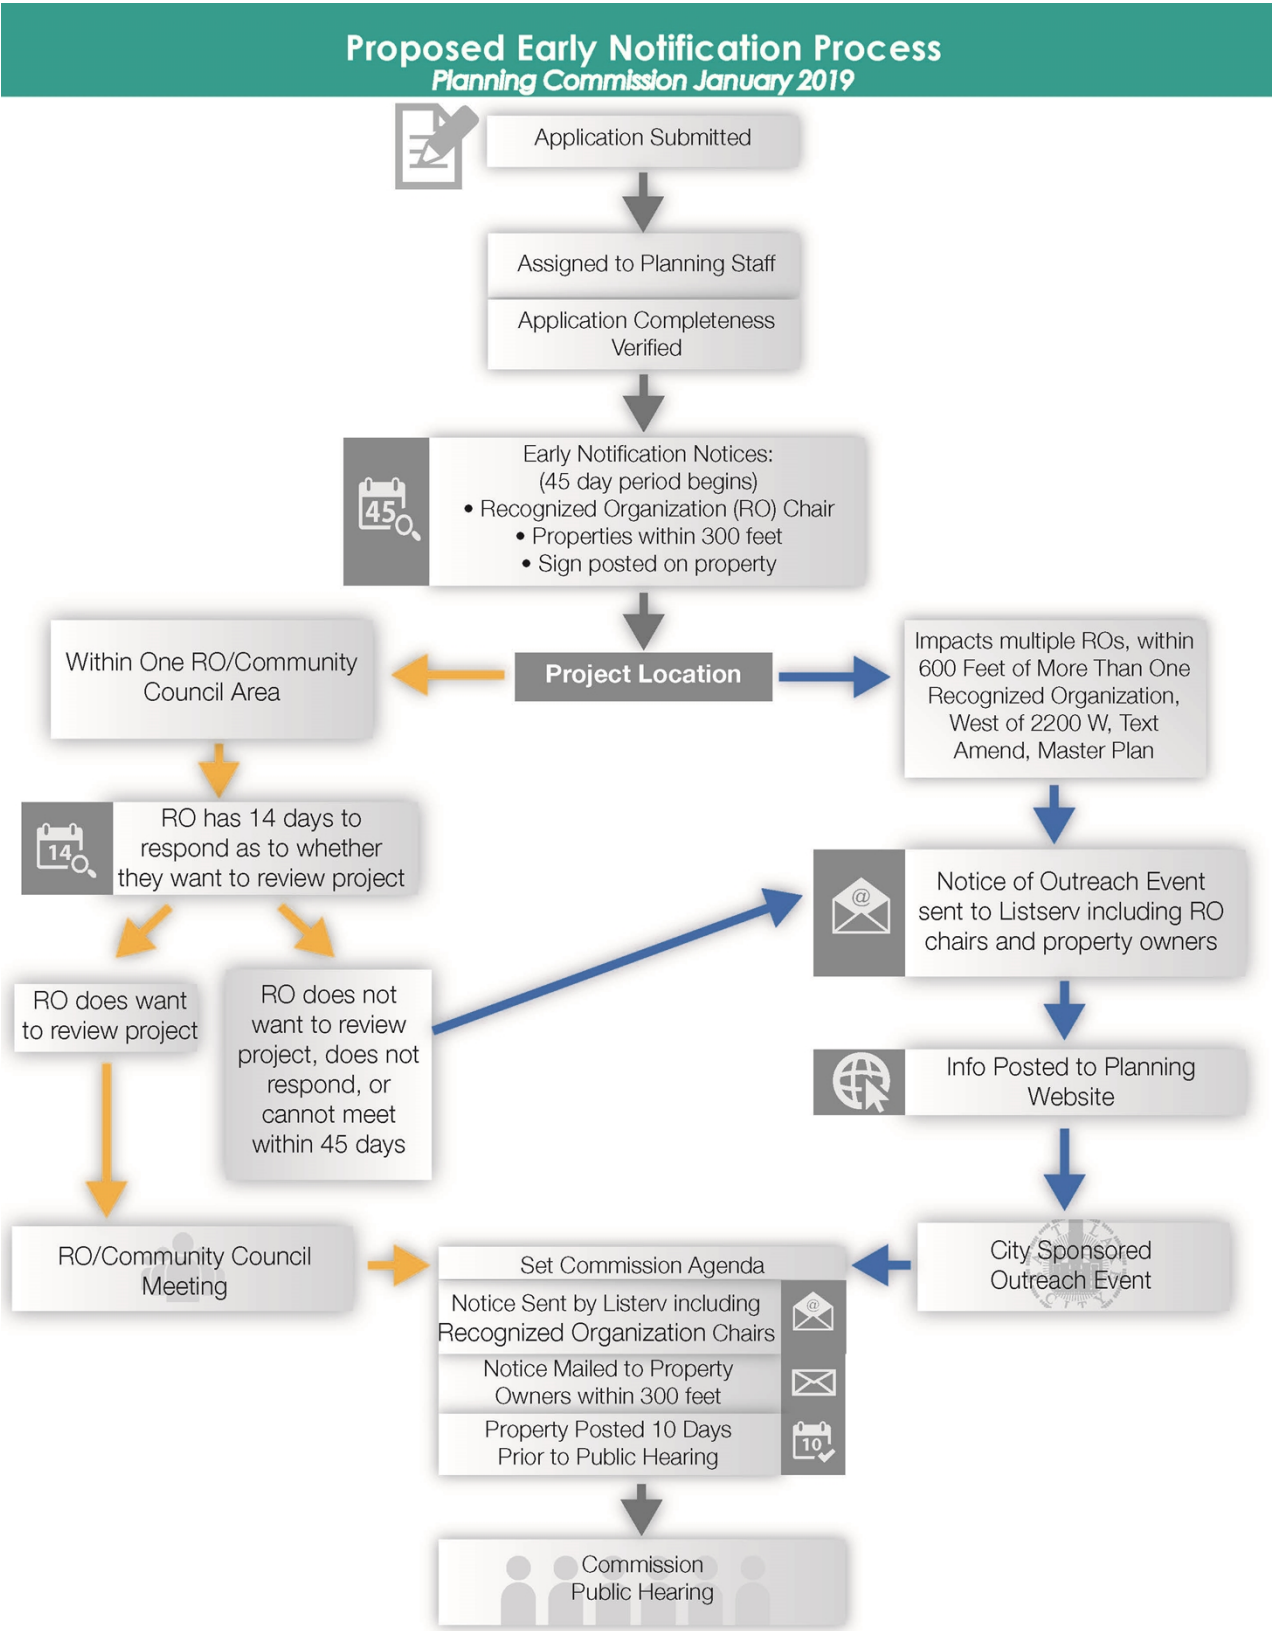 Proposed Early Notification Process
Planning Commission January 2019
Application Submitted
Assigned to Planning Staff
Application Completeness
Verified
45
Early Notification Notices:
(45 day period begins)
• Recognized Organization (RO) Chair
• Properties within 300 feet
• Sign posted on property
Project Location
Within One RO/Community
Council Area
Impacts multiple ROs, within
600 Feet of More Than One
Recognized Organization,
West of 2200 W, Text
Amend, Master Plan
14
RO has 14 days to
respond as to whether
they want to review project
@
Notice of Outreach Event
sent to Listserv including RO
chairs and property owners
RO does want
to review project
RO does not
want to review
project, does not
respond, or
cannot meet
within 45 days
Info Posted to Planning
Website
RO/Community Council
Meeting
City Sponsored
Outreach Event
Set Commission Agenda
Notice Sent by Listerv including
Recognized Organization Chairs
@
Notice Mailed to Property
Owners within 300 feet
Property Posted 10 Days
Prior to Public Hearing
10
Commission
Public Hearing